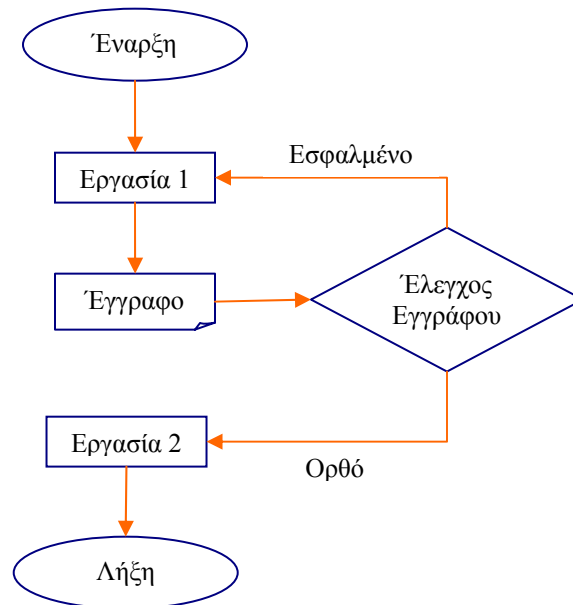 Έναρξη
Εσφαλμένο
Εργασία 1
Έγγραφο
Έλεγχος
Εγγράφου
Εργασία 2
Ορθό
Λήξη